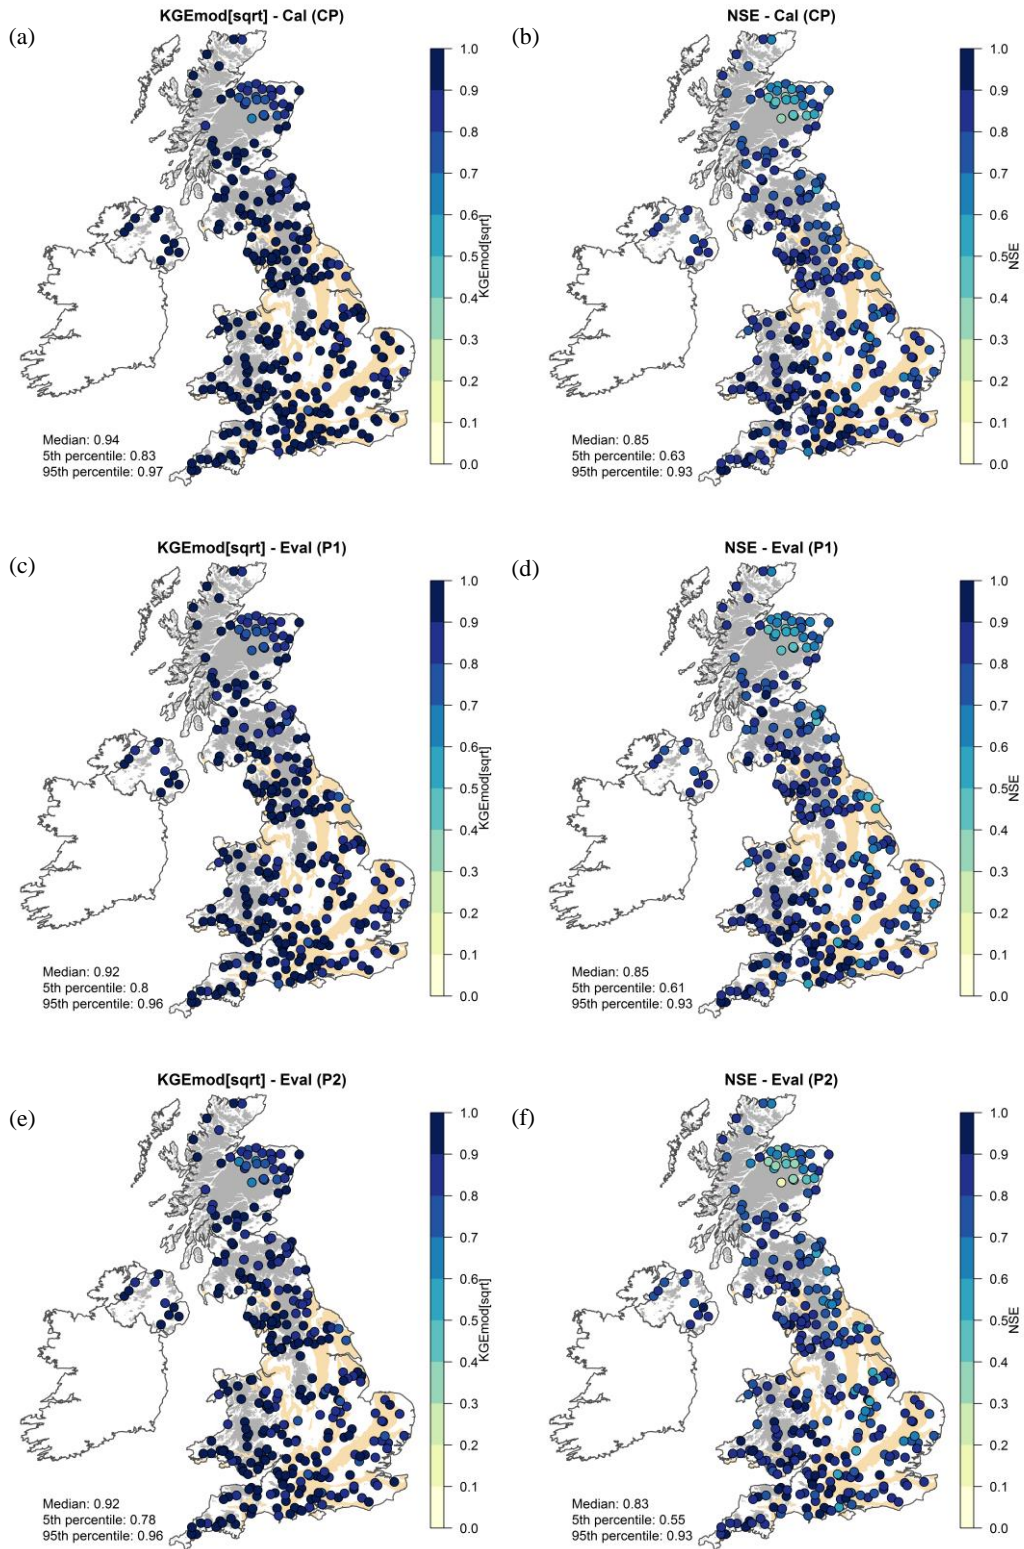 KGEmod[sqrt] - Cal (CP)
(a)
1.0
0.9
0.8
0.7
0.6
0.5
0.4
0.3
0.2
0.1
0.0
KGEmod[sqrt]
Median: 0.94
5th percentile: 0.83
95th percentile: 0.97
NSE - Cal (CP)
(b)
1.0
0.9
0.8
0.7
0.6
0.5
0.4
0.3
0.2
0.1
0.0
NSE
Median: 0.85
5th percentile: 0.63
95th percentile: 0.93
KGEmod[sqrt] - Eval (P1)
(c)
1.0
0.9
0.8
0.7
0.6
0.5
0.4
0.3
0.2
0.1
0.0
KGEmod[sqrt]
Median: 0.92
5th percentile: 0.8
95th percentile: 0.96
NSE - Eval (P1)
(d)
1.0
0.9
0.8
0.7
0.6
0.5
0.4
0.3
0.2
0.1
0.0
NSE
Median: 0.85
5th percentile: 0.61
95th percentile: 0.93
KGEmod[sqrt] - Eval (P2)
(e)
1.0
0.9
0.8
0.7
0.6
0.5
0.4
0.3
0.2
0.1
0.0
KGEmod[sqrt]
Median: 0.92
5th percentile: 0.78
95th percentile: 0.96
NSE - Eval (P2)
(f)
1.0
0.9
0.8
0.7
0.6
0.5
0.4
0.3
0.2
0.1
0.0
NSE
Median: 0.83
5th percentile: 0.55
95th percentile: 0.93